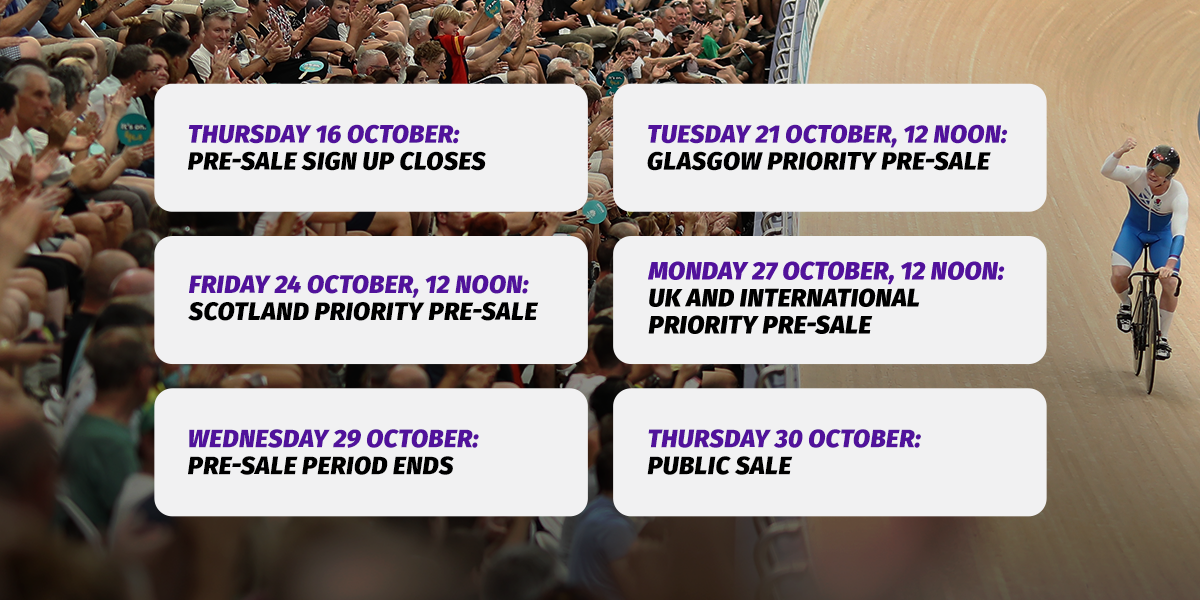 THURSDAY 16 OCTOBER:
PRE-SALE SIGN UP CLOSES
TUESDAY 21 OCTOBER, 12 NOON:
GLASGOW PRIORITY PRE-SALE
FRIDAY 24 OCTOBER, 12 NOON:
SCOTLAND PRIORITY PRE-SALE
MONDAY 27 OCTOBER, 12 NOON:
UK AND INTERNATIONAL
PRIORITY PRE-SALE
WEDNESDAY 29 OCTOBER:
PRE-SALE PERIOD ENDS
THURSDAY 30 OCTOBER:
PUBLIC SALE